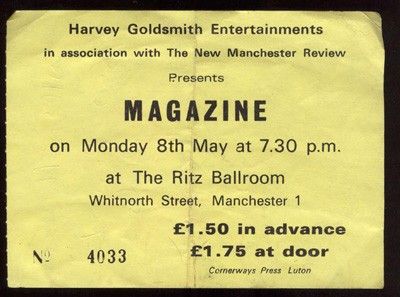 Harvey Goldsmith Entertainments
in association with The New Manchester Review
Presents
MAGAZINE
on Monday 8th May at 7.30 p.m.
at The Ritz Ballroom
Whitnorth Street, Manchester 1
£1.50 in advance
Nº 4033 £1.75 at door
Cornerways Press Luton